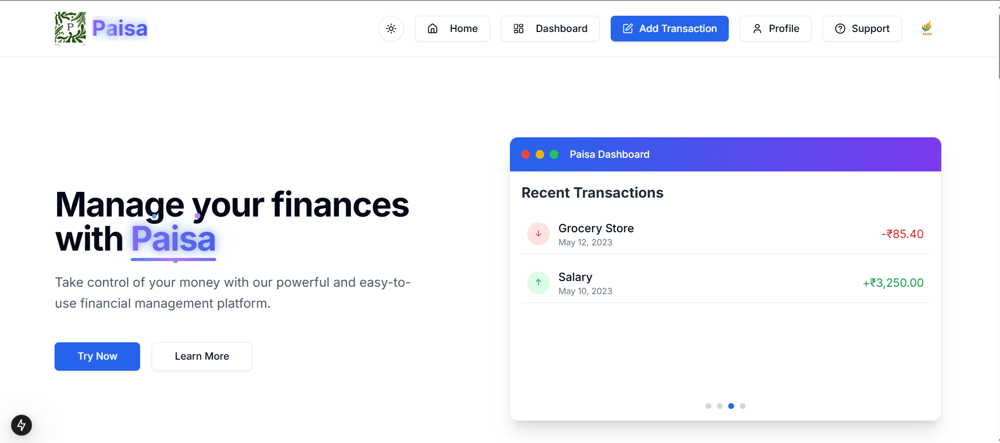 P
Paisa
Home
Dashboard
Add Transaction
Profile
Support
PAISA
Manage your finances
with Paisa
Take control of your money with our powerful and easy-to-
use financial management platform.
Try Now
Learn More
Paisa Dashboard
Recent Transactions
Grocery Store
-₹85.40
May 12, 2023
Salary
+₹3,250.00
May 10, 2023